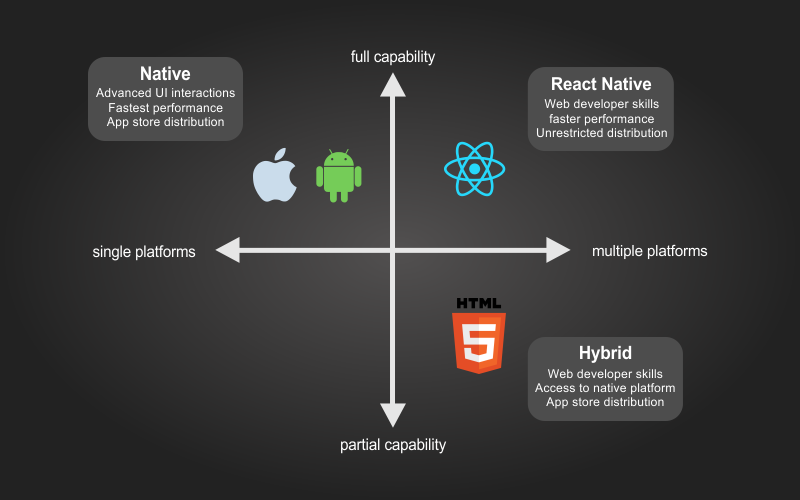 full capability
Native
Advanced UI interactions
Fastest performance
App store distribution
React Native
Web developer skills
faster performance
Unrestricted distribution
single platforms
multiple platforms
HTML
5
Hybrid
Web developer skills
Access to native platform
App store distribution
partial capability